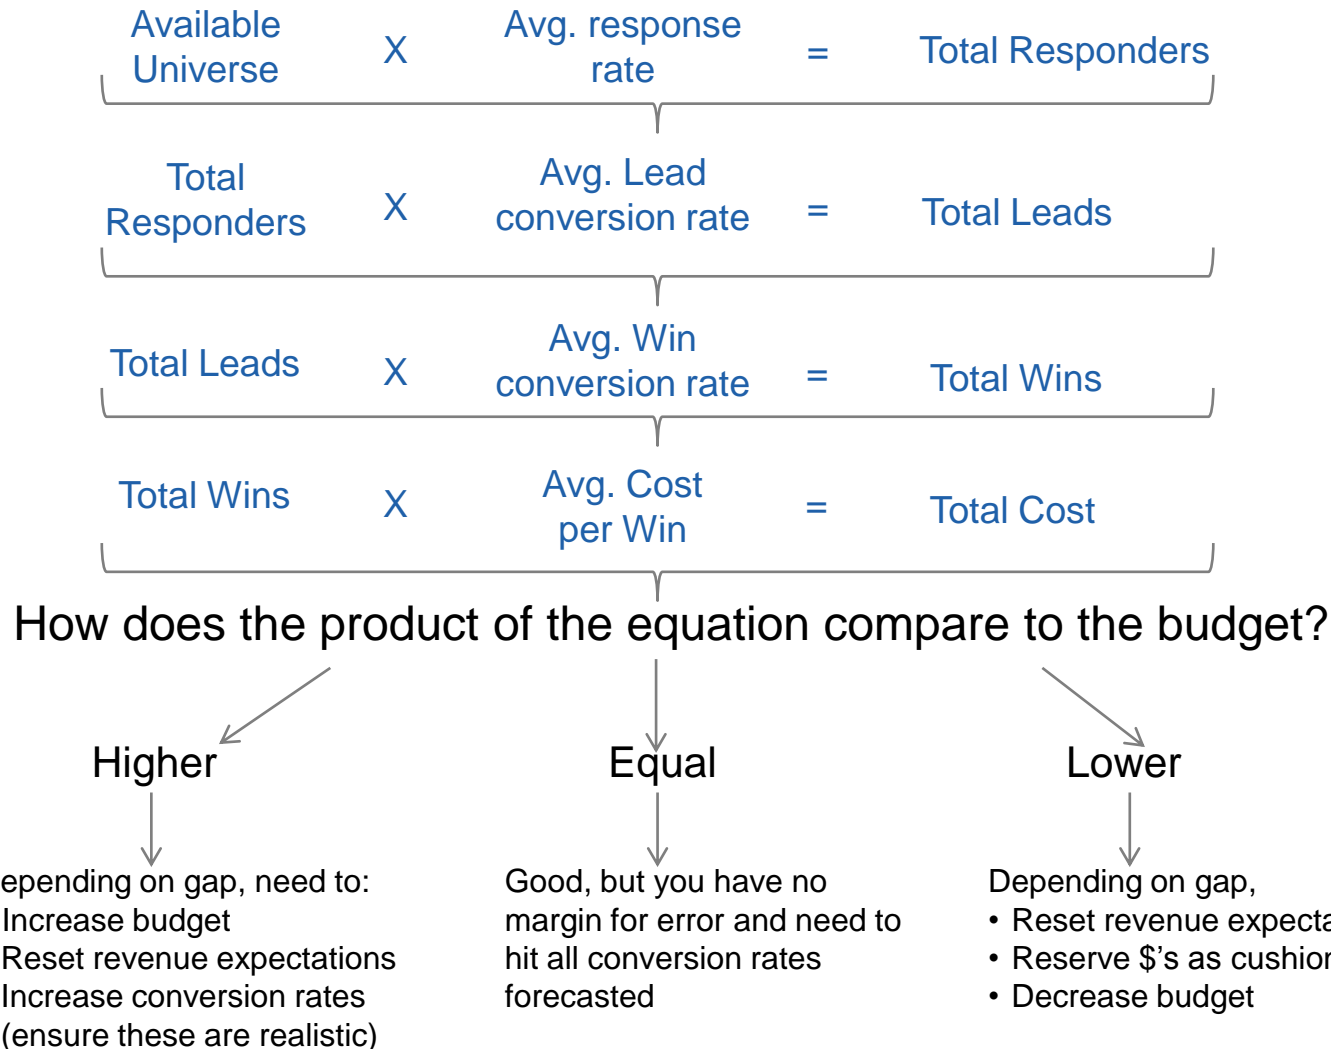 Available Universe X Avg. response rate = Total Responders
Total Responders X Avg. Lead conversion rate = Total Leads
Total Leads X Avg. Win conversion rate = Total Wins
Total Wins X Avg. Cost per Win = Total Cost
How does the product of the equation compare to the budget?
Higher
Equal
Lower
epending on gap, need to:
Increase budget
Reset revenue expectations
Increase conversion rates
(ensure these are realistic)
Good, but you have no
margin for error and need to
hit all conversion rates
forecasted
Depending on gap,
• Reset revenue expecta
• Reserve $'s as cushion
• Decrease budget